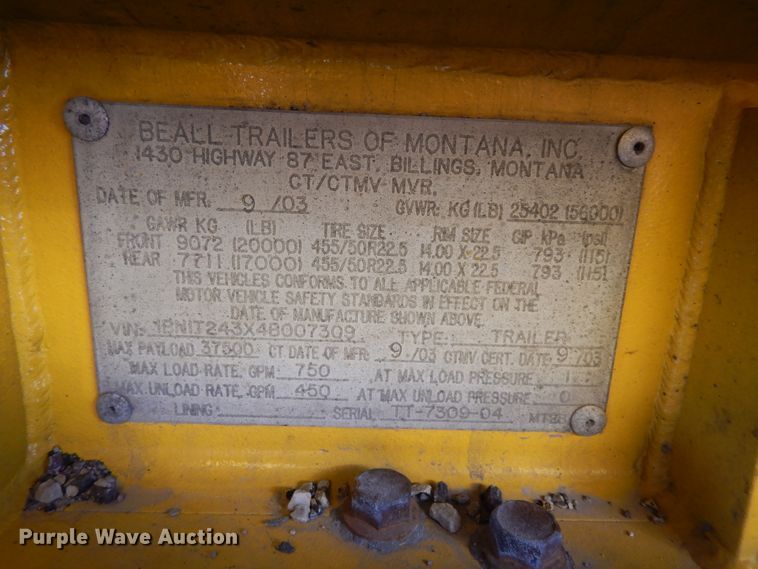 BEALL TRAILERS OF MONTANA, INC.
1430 HIGHWAY 87 EAST, BILLINGS, MONTANA
CT/CTMV MVR.
DATE OF MFR. 9 /03 GVWR: KG (LB) 25402 (56000)
GAWR KG (LB) TIRE SIZE RIM SIZE CIP kPa (psi)
FRONT 9072 (20000) 455/50R22.5 14.00 X 22.5 793 (115)
REAR 7711 (17000) 455/50R22.5 14.00 X 22.5 793 (115)
THIS VEHICLES CONFORMS TO ALL APPLICABLE FEDERAL
MOTOR VEHICLE SAFETY STANDARDS IN EFFECT ON THE
DATE OF MANUFACTURE SHOWN ABOVE.
VIN: 1BN1T243X4B007309 TYPE: TRAILER
MAX PAYLOAD 37500 CT DATE OF MFR: 9 /03 CTMV CERT. DATE: 9 /03
MAX LOAD RATE, GPM 750 AT MAX LOAD PRESSURE
MAX UNLOAD RATE, GPM 450 AT MAX UNLOAD PRESSURE 0
LINING SERIAL TT-7309-04
Purple Wave Auction